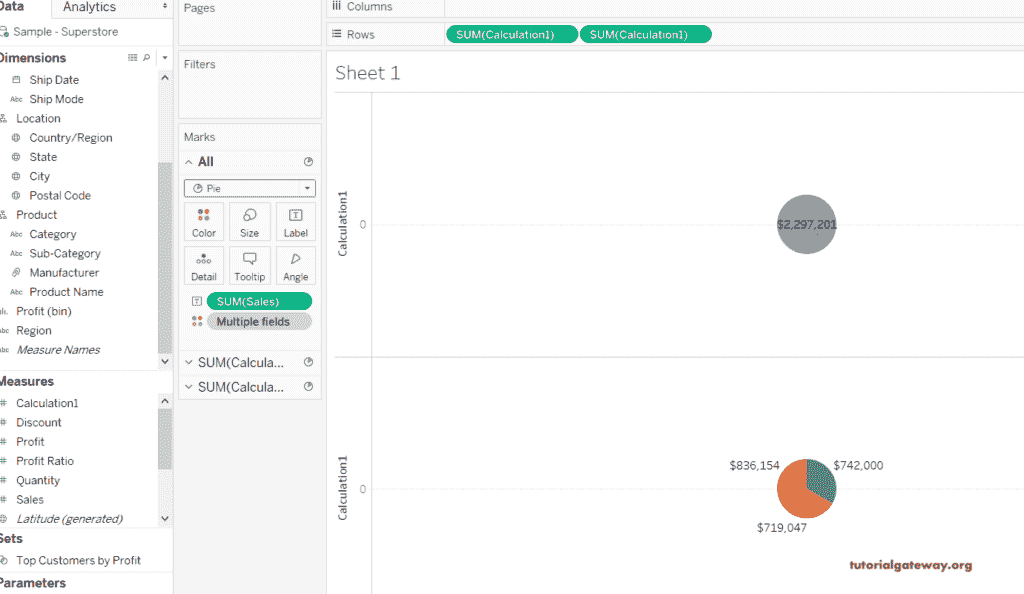 Data
Analytics
Sample - Superstore
Dimensions
Ship Date
Abc Ship Mode
Location
Country/Region
State
City
Postal Code
Product
Abc Category
Abc Sub-Category
Manufacturer
Abc Product Name
Profit (bin)
Region
Measure Names
Measures
# Calculation1
# Discount
# Profit
# Profit Ratio
# Quantity
# Sales
Latitude (generated)
Sets
Top Customers by Profit
Parameters
Pages
Filters
Marks
All
Pie
Color Size Label
Detail Tooltip Angle
SUM(Sales)
Multiple fields
SUM(Calcula...
SUM(Calcula...
Columns
Rows SUM(Calculation1) SUM(Calculation1)
Sheet 1
Calculation1
0
$2,297,201
Calculation1
0
$836,154 $742,000
$719,047
tutorialgateway.org